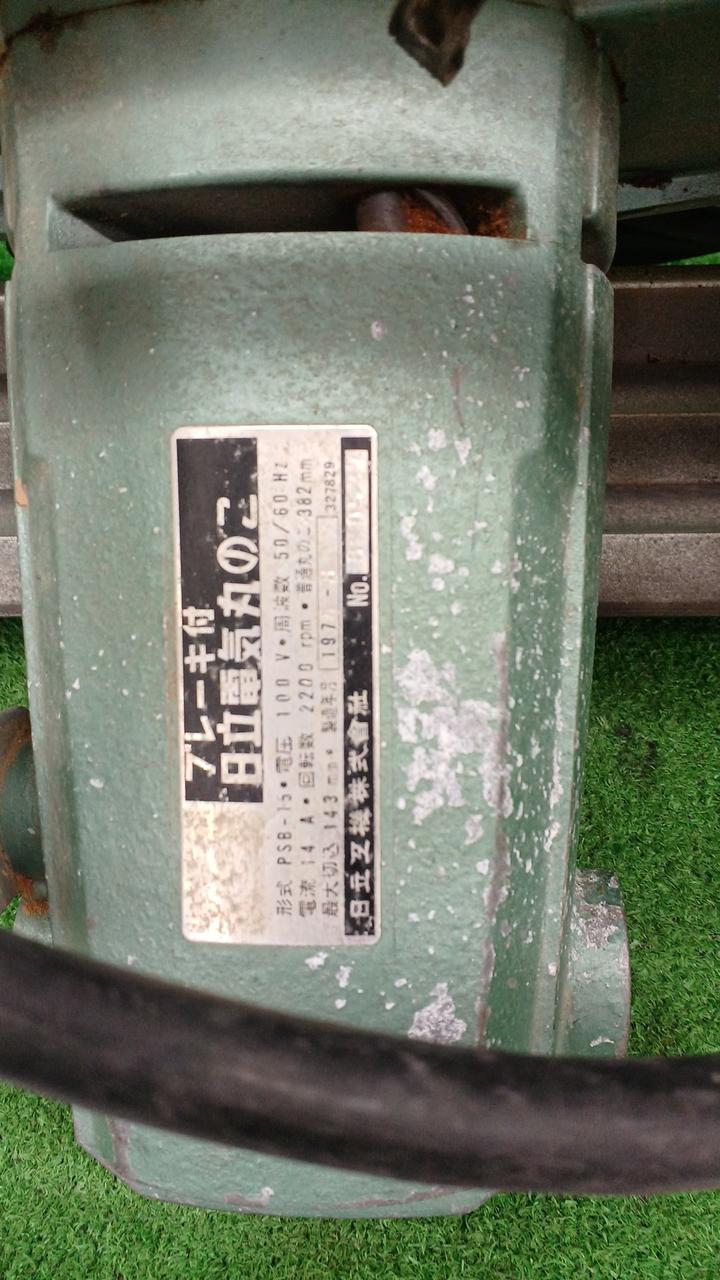 ブレーキ付
日立電気丸のこ
形式 PSB-15・電圧 100 V・周波数 50/60 Hz
電流 14 A・回転数 2200 rpm・普通丸のこ 382mm
最大切込 143 mm・製造年月 327829
日立工機株式会社 No.